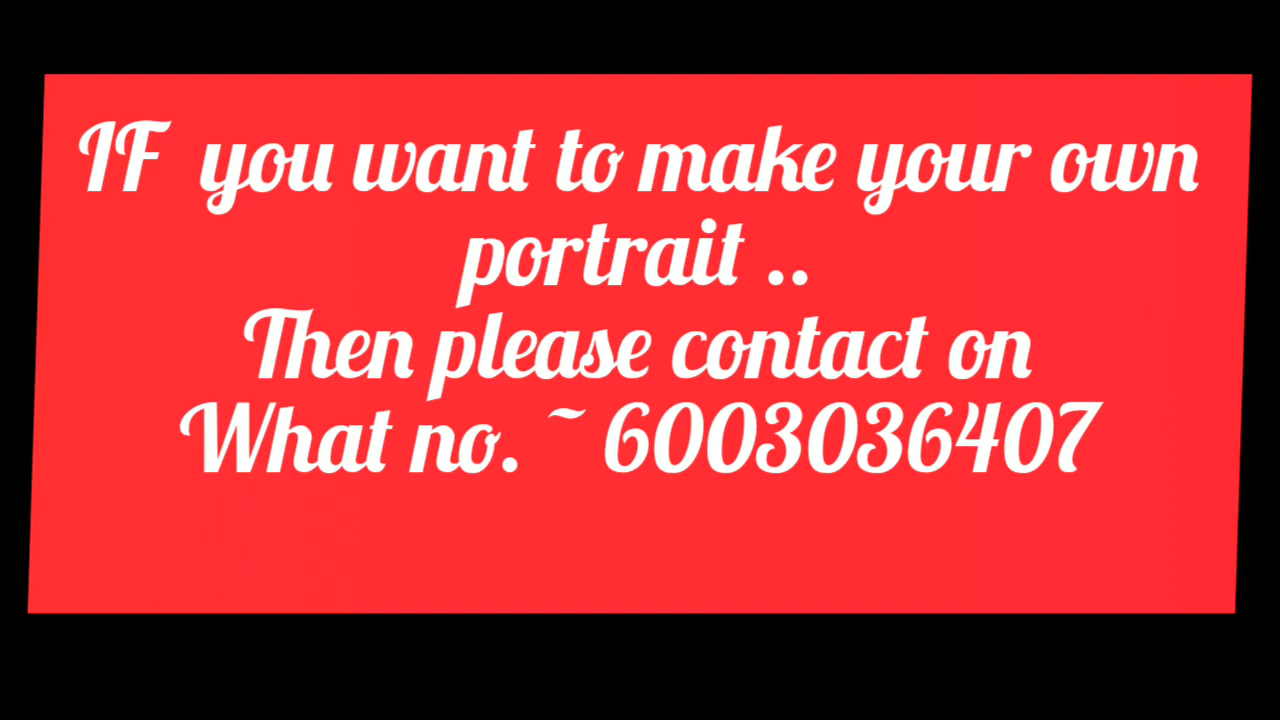 IF you want to make your own
portrait ..
Then please contact on
What no. ~ 6003036407